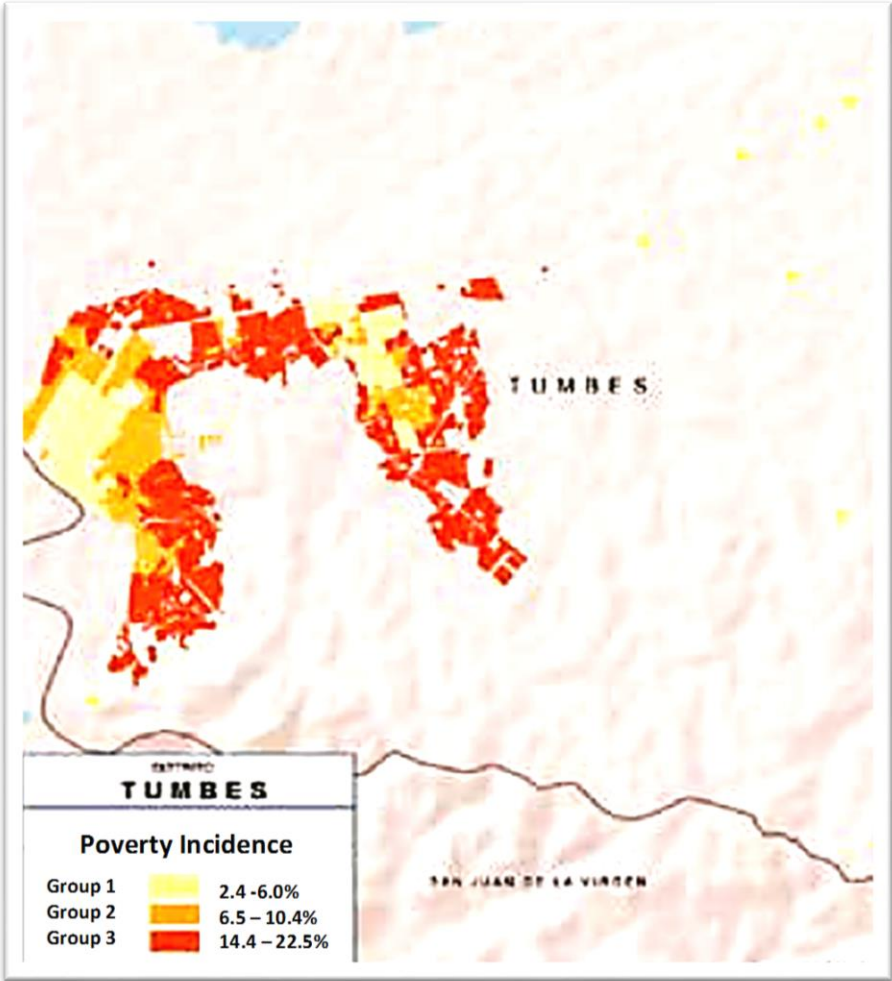 TUMBES
DISTRITO
TUMBES
Poverty Incidence
Group 1 2.4 -6.0%
Group 2 6.5 – 10.4%
Group 3 14.4 – 22.5%
SAN JUAN DE LA VIRGEN